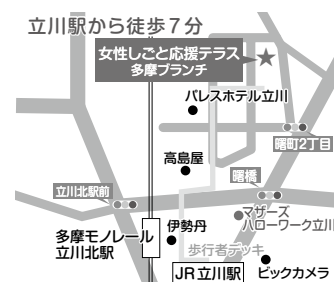 立川駅から徒歩7分
女性しごと応援テラス
多摩ブランチ
パレスホテル立川
曙町2丁目
高島屋
立川北駅前
曙橋
マザーズ
ハローワーク立川
多摩モノレール
立川北駅
伊勢丹
歩行者デッキ
JR立川駅
ビックカメラ